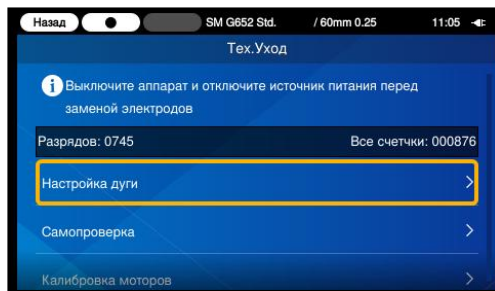 Назад SM G652 Std. / 60mm 0.25 11:05
Тех.Уход
Выключите аппарат и отключите источник питания перед
заменой электродов
Разрядов: 0745 Все счетчки: 000876
Настройка дуги
Самопроверка
Калибровка моторов